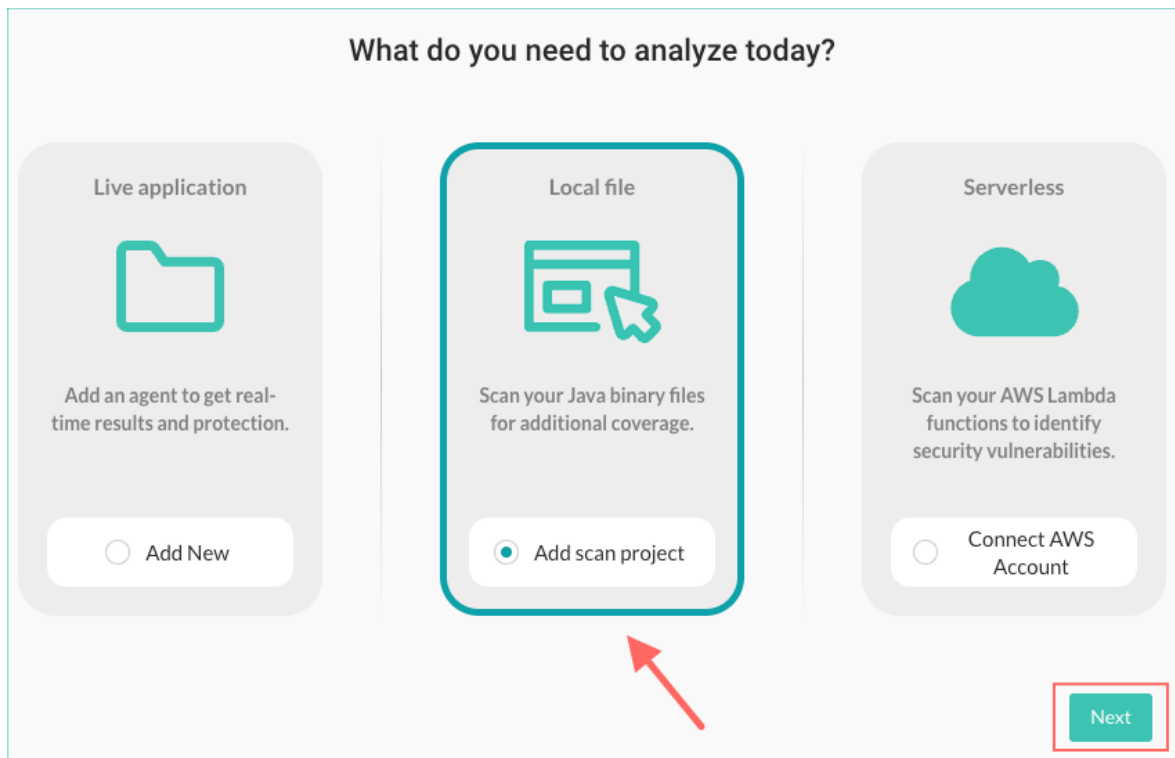 What do you need to analyze today?
Live application
Add an agent to get real-
time results and protection.
Add New
Local file
Scan your Java binary files
for additional coverage.
Add scan project
Serverless
Scan your AWS Lambda
functions to identify
security vulnerabilities.
Connect AWS
Account
Next